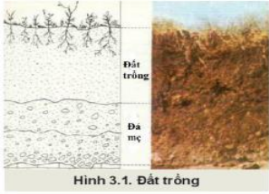 Đất
trồng
Đá
mẹ
Hình 3.1. Đất trồng